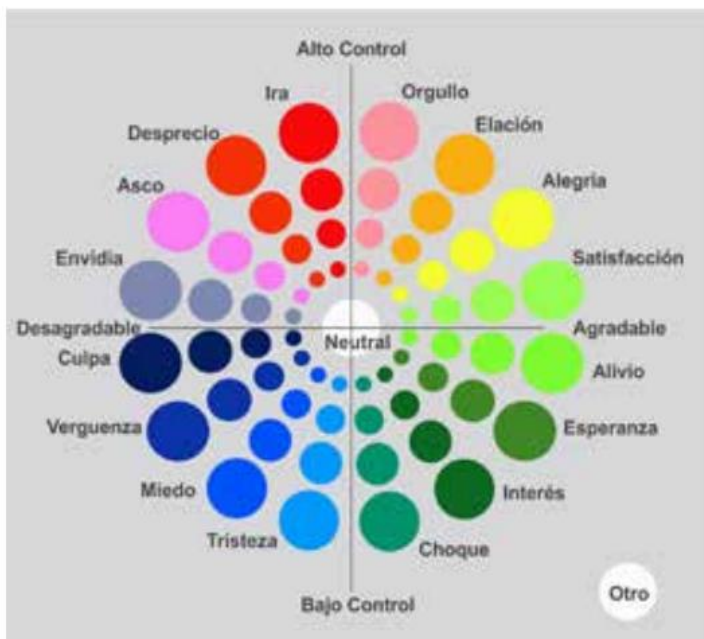 Alto Control
Ira
Orgullo
Desprecio
Elación
Asco
Alegria
Envidia
Satisfacción
Desagradable
Neutral
Agradable
Culpa
Alivio
Verguenza
Esperanza
Miedo
Interés
Tristeza
Choque
Bajo Control
Otro